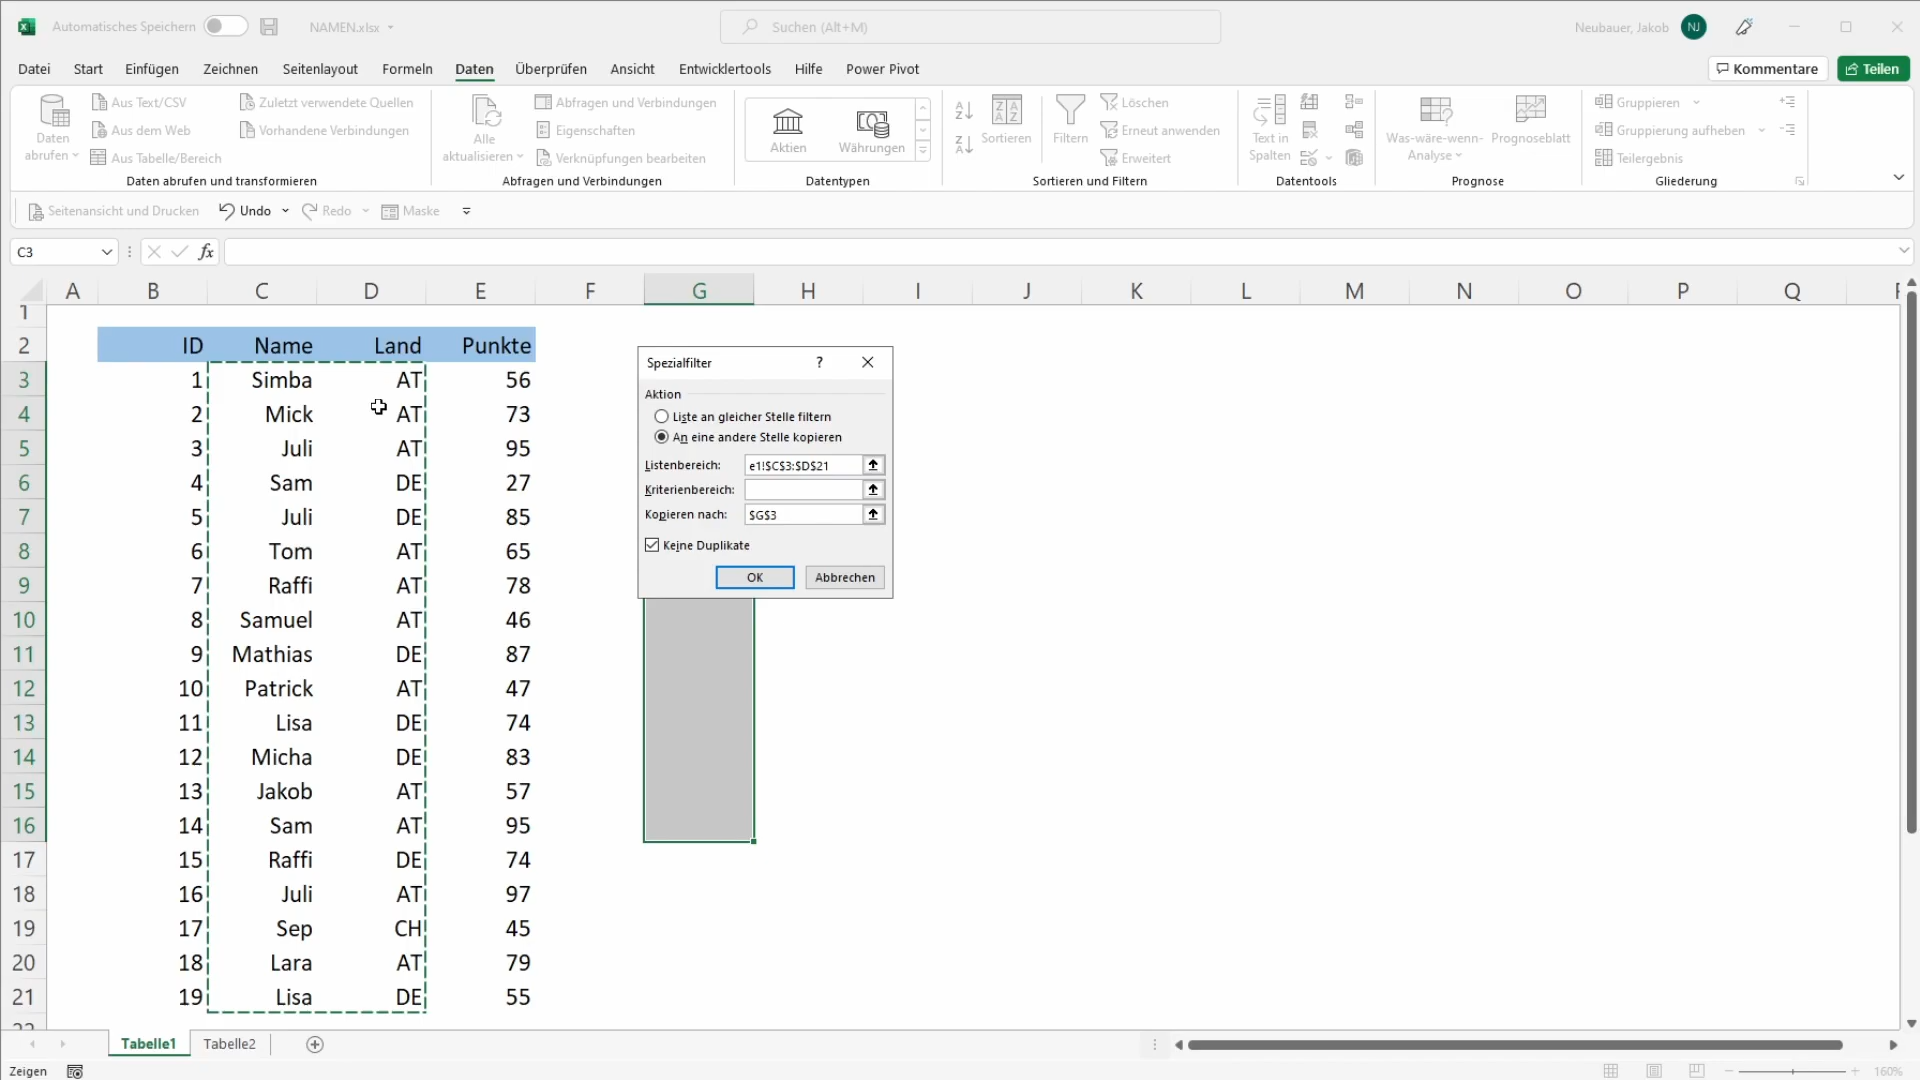 Automatisches Speichern NAMEN.xlsx Suchen (Alt+M) Neubauer, Jakob NJ
Datei Start Einfügen Zeichnen Seitenlayout Formeln Daten Überprüfen Ansicht Entwicklertools Hilfe Power Pivot Kommentare Teilen
Daten abrufen
Aus Text/CSV
Aus dem Web
Aus Tabelle/Bereich
Zuletzt verwendete Quellen
Vorhandene Verbindungen
Daten abrufen und transformieren
Alle aktualisieren
Abfragen und Verbindungen
Eigenschaften
Verknüpfungen bearbeiten
Abfragen und Verbindungen
Aktien
Währungen
Datentypen
Sortieren
Filtern
Löschen
Erneut anwenden
Erweitert
Sortieren und Filtern
Text in
Spalten
Datentools
Was-wäre-wenn-
Analyse
Prognoseblatt
Prognose
Gruppieren
Gruppierung aufheben
Teilergebnis
Gliederung
Seitenansicht und Drucken Undo Redo Maske
C3 fx
A B C D E F G H I J K L M N O P Q
1
2 ID Name Land Punkte
3 1 Simba AT 56
4 2 Mick AT 73
5 3 Juli AT 95
6 4 Sam DE 27
7 5 Juli DE 85
8 6 Tom AT 65
9 7 Raffi AT 78
10 8 Samuel AT 46
11 9 Mathias DE 87
12 10 Patrick AT 47
13 11 Lisa DE 74
14 12 Micha DE 83
15 13 Jakob AT 57
16 14 Sam AT 95
17 15 Raffi DE 74
18 16 Juli AT 97
19 17 Sep CH 45
20 18 Lara AT 79
21 19 Lisa DE 55
Spezialfilter ?
Aktion
Liste an gleicher Stelle filtern
An eine andere Stelle kopieren
Listenbereich: e1!$C$3:$D$21
Kriterienbereich:
Kopieren nach: $G$3
Keine Duplikate
OK Abbrechen
Tabelle1 Tabelle2
Zeigen 160%